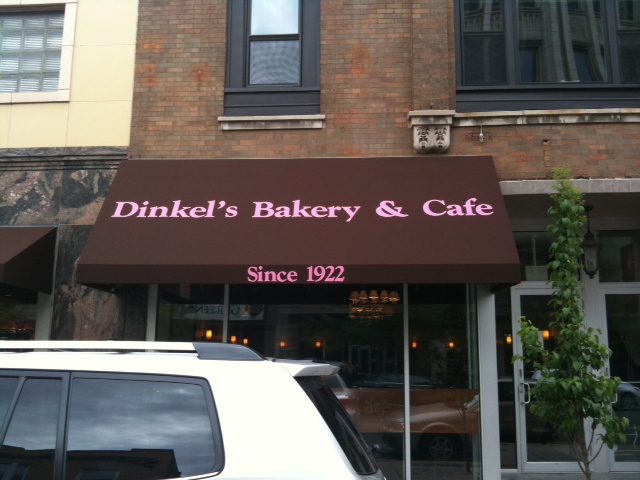 Dinkel's Bakery & Cafe
Since 1922